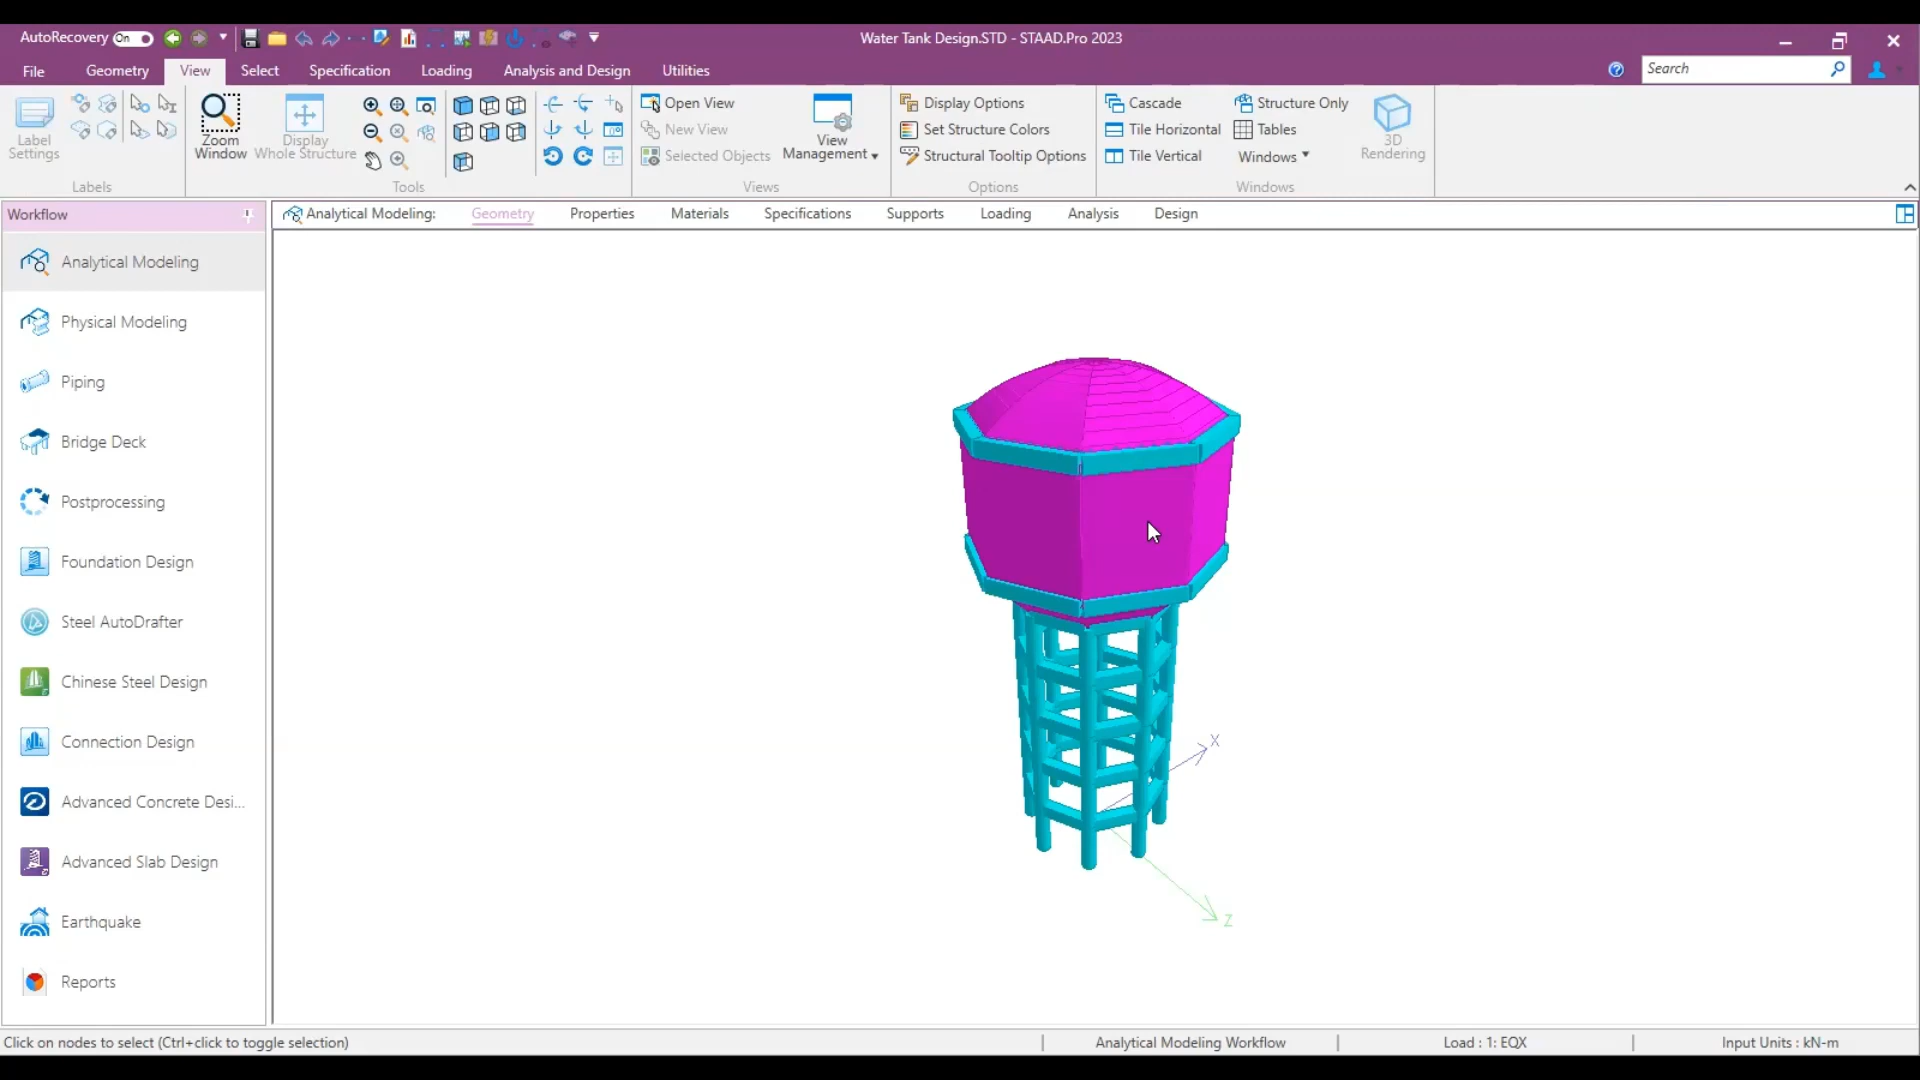 AutoRecovery On
Water Tank Design.STD - STAAD.Pro 2023
File Geometry View Select Specification Loading Analysis and Design Utilities
Search
Label Settings
Labels
Zoom Window
Display Whole Structure
Tools
Open View
New View
Selected Objects
View Management
Views
Display Options
Set Structure Colors
Structural Tooltip Options
Options
Cascade
Tile Horizontal
Tile Vertical
Structure Only
Tables
Windows
Windows
3D Rendering
Workflow
Analytical Modeling: Geometry Properties Materials Specifications Supports Loading Analysis Design
Analytical Modeling
Physical Modeling
Piping
Bridge Deck
Postprocessing
Foundation Design
Steel AutoDrafter
Chinese Steel Design
Connection Design
Advanced Concrete Desi...
Advanced Slab Design
Earthquake
Reports
X
Z
Click on nodes to select (Ctrl+click to toggle selection)
Analytical Modeling Workflow
Load : 1: EQX
Input Units : kN-m